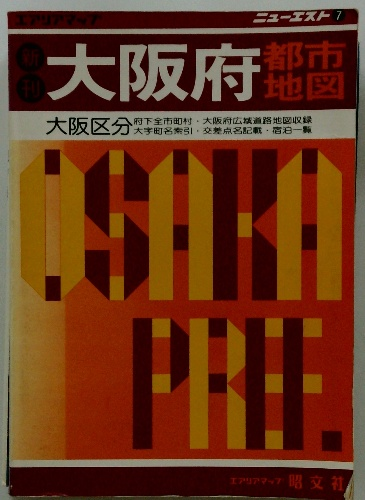 エアリアマップ
ニューエスト7
新刊
大阪府
都市地図
大阪区分
府下全市町村・大阪府広域道路地図収録
大字町名索引・交差点名記載・宿泊一覧
OSAKA
PREF.
エアリアマップ 昭文社